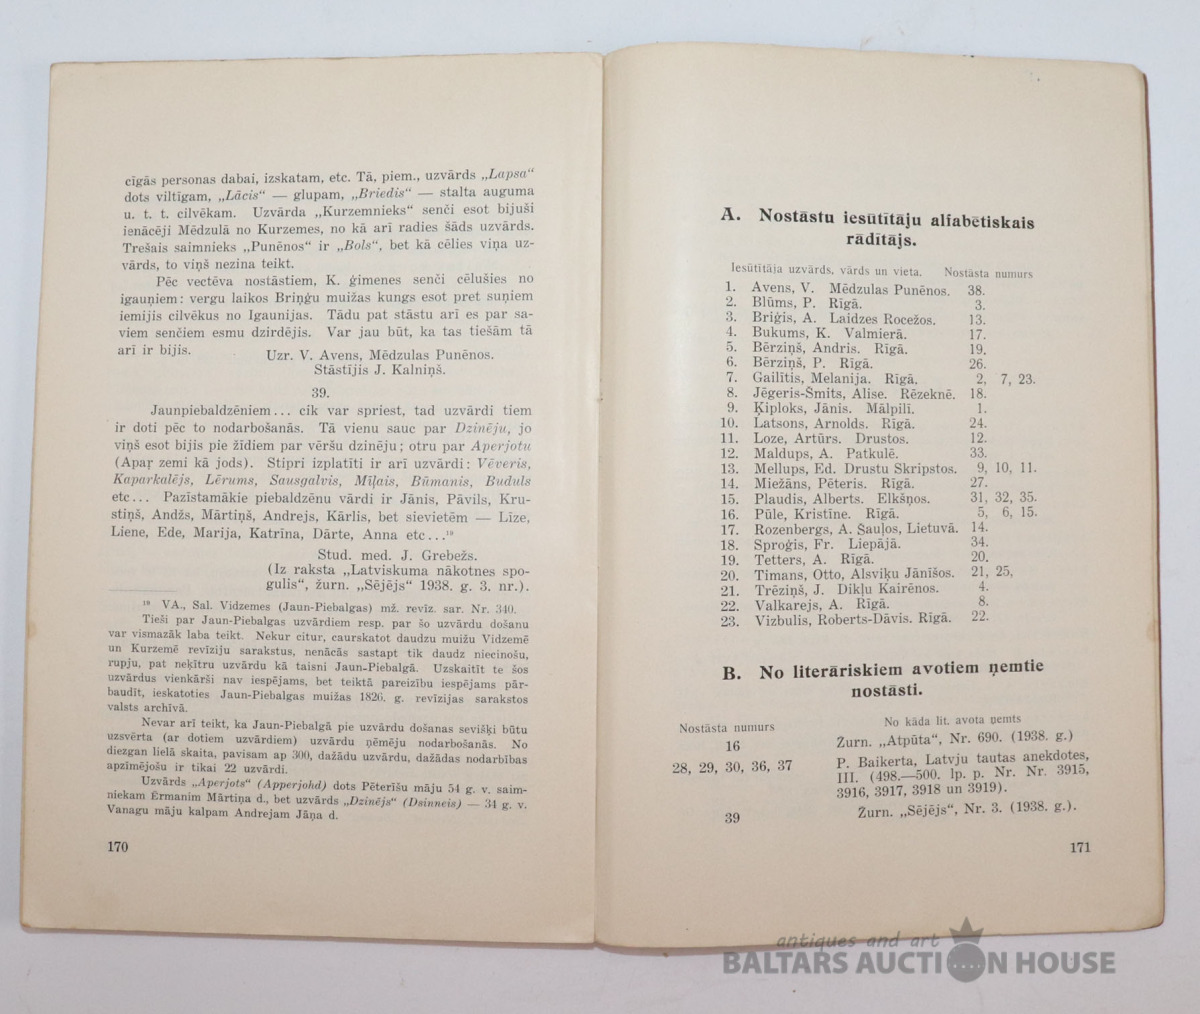 cīgās personas dabai, izskatam, etc. Tā, piem., uzvārds „Lapsa“
dots viltīgam, „Lācis“ — glupam, „Briedis“ — stalta auguma
u. t. t. cilvēkam. Uzvārda „Kurzemnieks“ senči esot bijuši
ienācēji Mēdzulā no Kurzemes, no kā arī radies šāds uzvārds.
Trešais saimnieks „Punēnos“ ir „Bols“, bet kā cēlies viņa uz-
vārds, to viņš nezina teikt.
Pēc vectēva nostāstiem, K. ģimenes senči cēlušies no
igauņiem: vergu laikos Briņģu muižas kungs esot pret suņiem
iemijis cilvēkus no Igaunijas. Tādu pat stāstu arī es par sa-
viem senčiem esmu dzirdējis. Var jau būt, ka tas tiešām tā
arī ir bijis.
Uzr. V. Avens, Mēdzulas Punēnos.
Stāstījis J. Kalniņš.
39.
Jaunpiebaldzēniem... cik var spriest, tad uzvārdi tiem
ir doti pēc to nodarbošanās. Tā vienu sauc par Dzinēju, jo
viņš esot bijis pie žīdiem par vēršu dzinēju; otru par Aperjotu
(Apaŗ zemi kā jods). Stipri izplatīti ir arī uzvārdi: Vēveris,
Kaparkalējs, Lērums, Sausgalvis, Mīļais, Būmanis, Buduls
etc... Pazīstamākie piebaldzēnu vārdi ir Jānis, Pāvils, Kru-
stiņš, Andžs, Mārtiņš, Andrejs, Kārlis, bet sievietēm — Līze,
Liene, Ede, Marija, Katrīna, Dārte, Anna etc...¹⁹
Stud. med. J. Grebežs.
(Iz raksta „Latviskuma nākotnes spo-
gulis“, žurn. „Sējējs“ 1938. g. 3. nr.).
¹⁹ VA., Sal. Vidzemes (Jaun-Piebalgas) mž. revīz. sar. Nr. 340.
Tieši par Jaun-Piebalgas uzvārdiem resp. par šo uzvārdu došanu
var vismazāk laba teikt. Nekur citur, caurskatot daudzu muižu Vidzemē
un Kurzemē revīziju sarakstus, nenācās sastapt tik daudz niecinošu,
rupju, pat neķītru uzvārdu kā taisni Jaun-Piebalgā. Uzskaitīt te šos
uzvārdus vienkārši nav iespējams, bet teiktā pareizību iespējams pār-
baudīt, ieskatoties Jaun-Piebalgas muižas 1826. g. revīzijas sarakstos
valsts archīvā.
Nevar arī teikt, ka Jaun-Piebalgā pie uzvārdu došanas sevišķi būtu
uzsvērta (ar dotiem uzvārdiem) uzvārdu ņēmēju nodarbošanās. No
diezgan lielā skaita, pavisam ap 300, dažādu uzvārdu, dažādas nodarbības
apzīmējošu ir tikai 22 uzvārdi.
Uzvārds „Aperjots“ (Apperjohd) dots Pēterīšu māju 54 g. v. saim-
niekam Ērmanim Mārtiņa d., bet uzvārds „Dzinējs“ (Dsinneis) — 34 g. v.
Vanagu māju kalpam Andrejam Jāņa d.
170
A. Nostāstu iesūtītāju alfabētiskais
rādītājs.
Iesūtītāja uzvārds, vārds un vieta. Nostāsta numurs
1. Avens, V. Mēdzulas Punēnos. 38.
2. Blūms, P. Rīgā. 3.
3. Briģis, A. Laidzes Rocežos. 13.
4. Bukums, K. Valmierā. 17.
5. Bērziņš, Andris. Rīgā. 19.
6. Bērziņš, P. Rīgā. 26.
7. Gailītis, Melanija. Rīgā. 2, 7, 23.
8. Jēgeris-Šmits, Alise. Rēzeknē. 18.
9. Ķiploks, Jānis. Mālpilī. 1.
10. Latsons, Arnolds. Rīgā. 24.
11. Loze, Artūrs. Drustos. 12.
12. Maldups, A. Patkulē. 33.
13. Mellups, Ed. Drustu Skripstos. 9, 10, 11.
14. Miežāns, Pēteris. Rīgā. 27.
15. Plaudis, Alberts. Elkšņos. 31, 32, 35.
16. Pūle, Kristīne. Rīgā. 5, 6, 15.
17. Rozenbergs, A. Šauļos, Lietuvā. 14.
18. Sproģis, Fr. Liepājā. 34.
19. Tetters, A. Rīgā. 20.
20. Timans, Otto, Alsviķu Jānīšos. 21, 25,
21. Trēziņš, J. Dikļu Kairēnos. 4.
22. Valkarejs, A. Rīgā. 8.
23. Vizbulis, Roberts-Dāvis. Rīgā. 22.
B. No literāriskiem avotiem ņemtie
nostāsti.
Nostāsta numurs No kāda lit. avota ņemts
16 Žurn. „Atpūta“, Nr. 690. (1938. g.)
28, 29, 30, 36, 37 P. Baikerta, Latvju tautas anekdotes,
III. (498.—500. lp. p. Nr. Nr. 3915,
3916, 3917, 3918 un 3919).
39 Žurn. „Sējējs“, Nr. 3. (1938. g.).
171
antiques and art
BALTARS AUCTION HOUSE